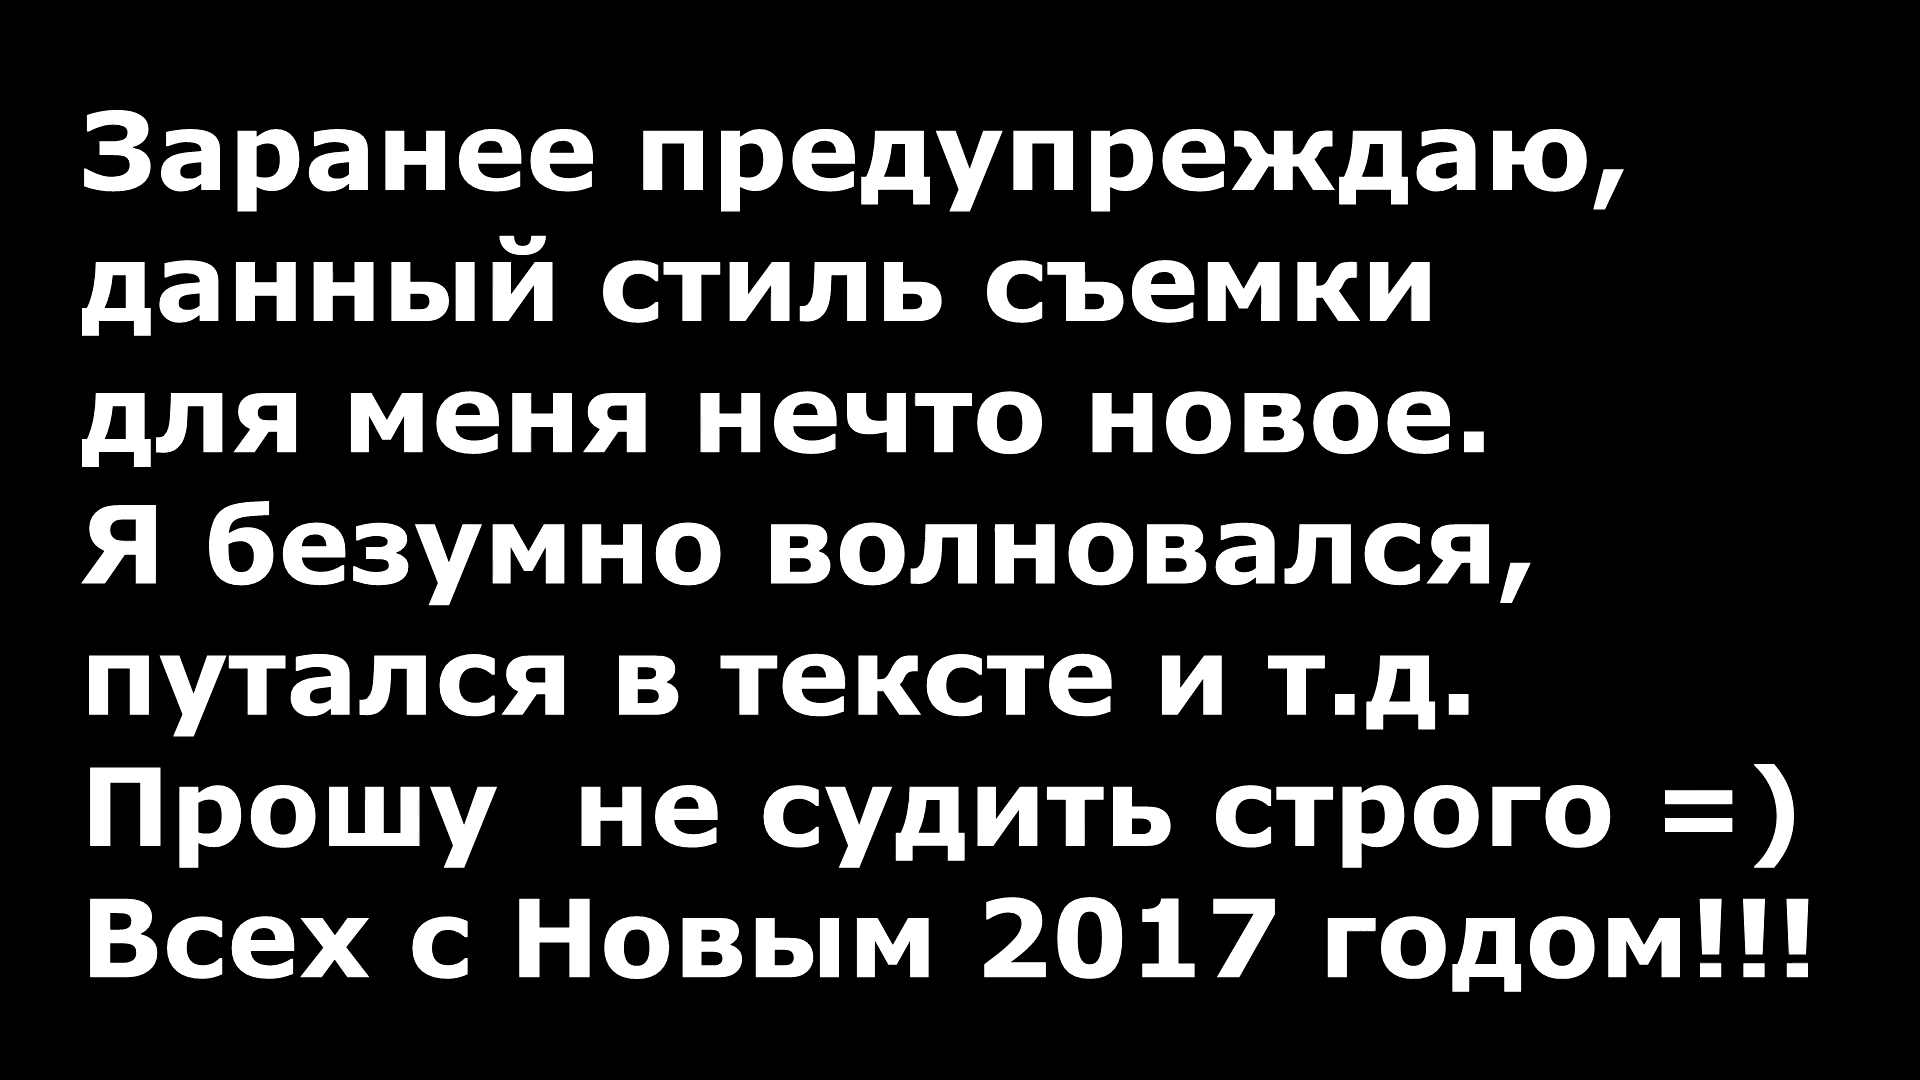 Заранее предупреждаю,
данный стиль съемки
для меня нечто новое.
Я безумно волновался,
путался в тексте и т.д.
Прошу  не судить строго =)
Всех с Новым 2017 годом!!!